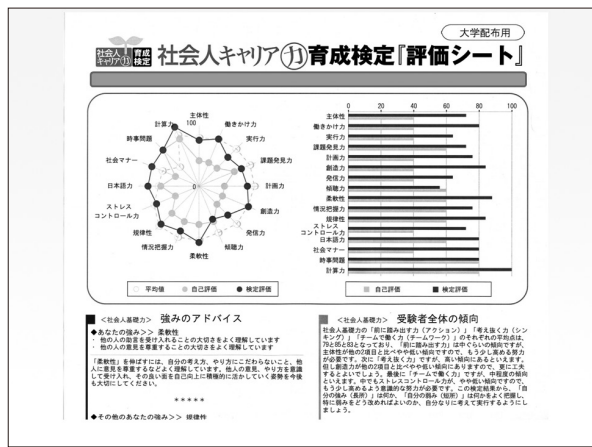 大学配布用
社会人 育成
キャリア力 検定
社会人キャリア力育成検定『評価シート』
主体性
働きかけ力
実行力
課題発見力
計画力
創造力
発信力
傾聴力
柔軟性
情況把握力
規律性
ストレス
コントロール力
日本語力
社会マナー
時事問題
計算力
100
0
平均値 自己評価 検定評価
0 20 40 60 80 100
主体性
働きかけ力
実行力
課題発見力
計画力
創造力
発信力
傾聴力
柔軟性
情況把握力
規律性
ストレス
コントロール力
日本語力
社会マナー
時事問題
計算力
自己評価 検定評価
<社会人基礎力> 強みのアドバイス
◆あなたの強み>> 柔軟性
・ 他の人の助言を受け入れることの大切さをよく理解しています
・ 他の人の意見を尊重することの大切さをよく理解しています
「柔軟性」を伸ばすには、自分の考え方、やり方にこだわらないこと、他
人に意見を尊重するなどよく理解しています。他人の意見、やり方を意識
して受け入れ、その良い面を自己向上に積極的に活かしていく姿勢を今後
も大切にしてください。
＊＊＊＊＊
◆その他のあなたの強み>> 規律性
<社会人基礎力> 受験者全体の傾向
社会人基礎力の「前に踏み出す力（アクション）」「考え抜く力（シン
キング）」「チームで働く力（チームワーク）」のそれぞれの平均点は、
79と85と83となっており、「前に踏み出す力」は中ぐらいの傾向ですが、
主体性が他の2項目と比べやや低い傾向ですので、もう少し高める努力
が必要です。次に「考え抜く力」ですが、高い傾向にあるといえます。
但し創造力が他の2項目と比べやや低い傾向にありますので、更に工夫
するとよいでしょう。最後に「チームで働く力」ですが、中程度の傾向
といえます。中でもストレスコントロール力が、やや低い傾向ですので、
もう少し高めるよう意識的な努力が必要です。この検定結果から、「自
分の強み（長所）」は何か、「自分の弱み（短所）」は何かをよく把握し、
特に弱みをどう改めればよいのか、自分なりに考えて実行するようにし
ましょう。